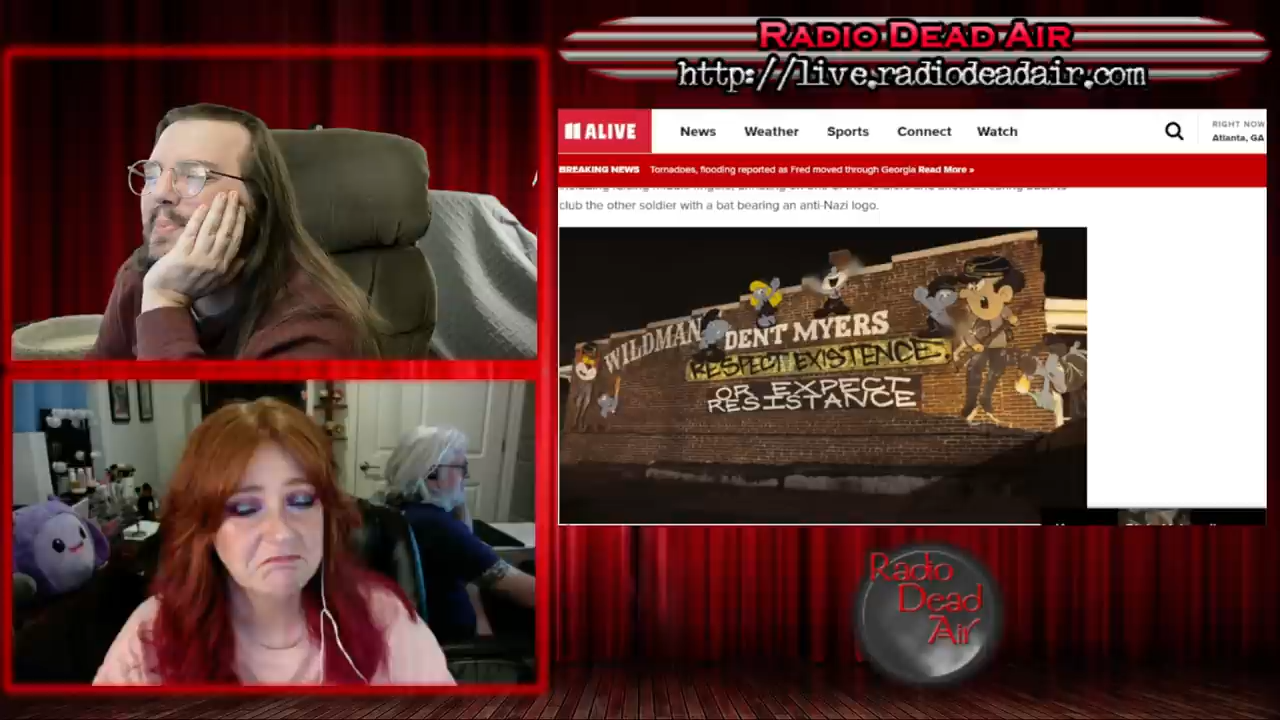 RADIO DEAD AIR
http://live.radiodeadair.com
11 ALIVE
News Weather Sports Connect Watch
RIGHT NOW
Atlanta, GA
BREAKING NEWS Tornadoes, flooding reported as Fred moved through Georgia Read More »
club the other soldier with a bat bearing an anti-Nazi logo.
WILDMAN DENT MYERS
RESPECT EXISTENCE
OR EXPECT
RESISTANCE
Radio
Dead
Air